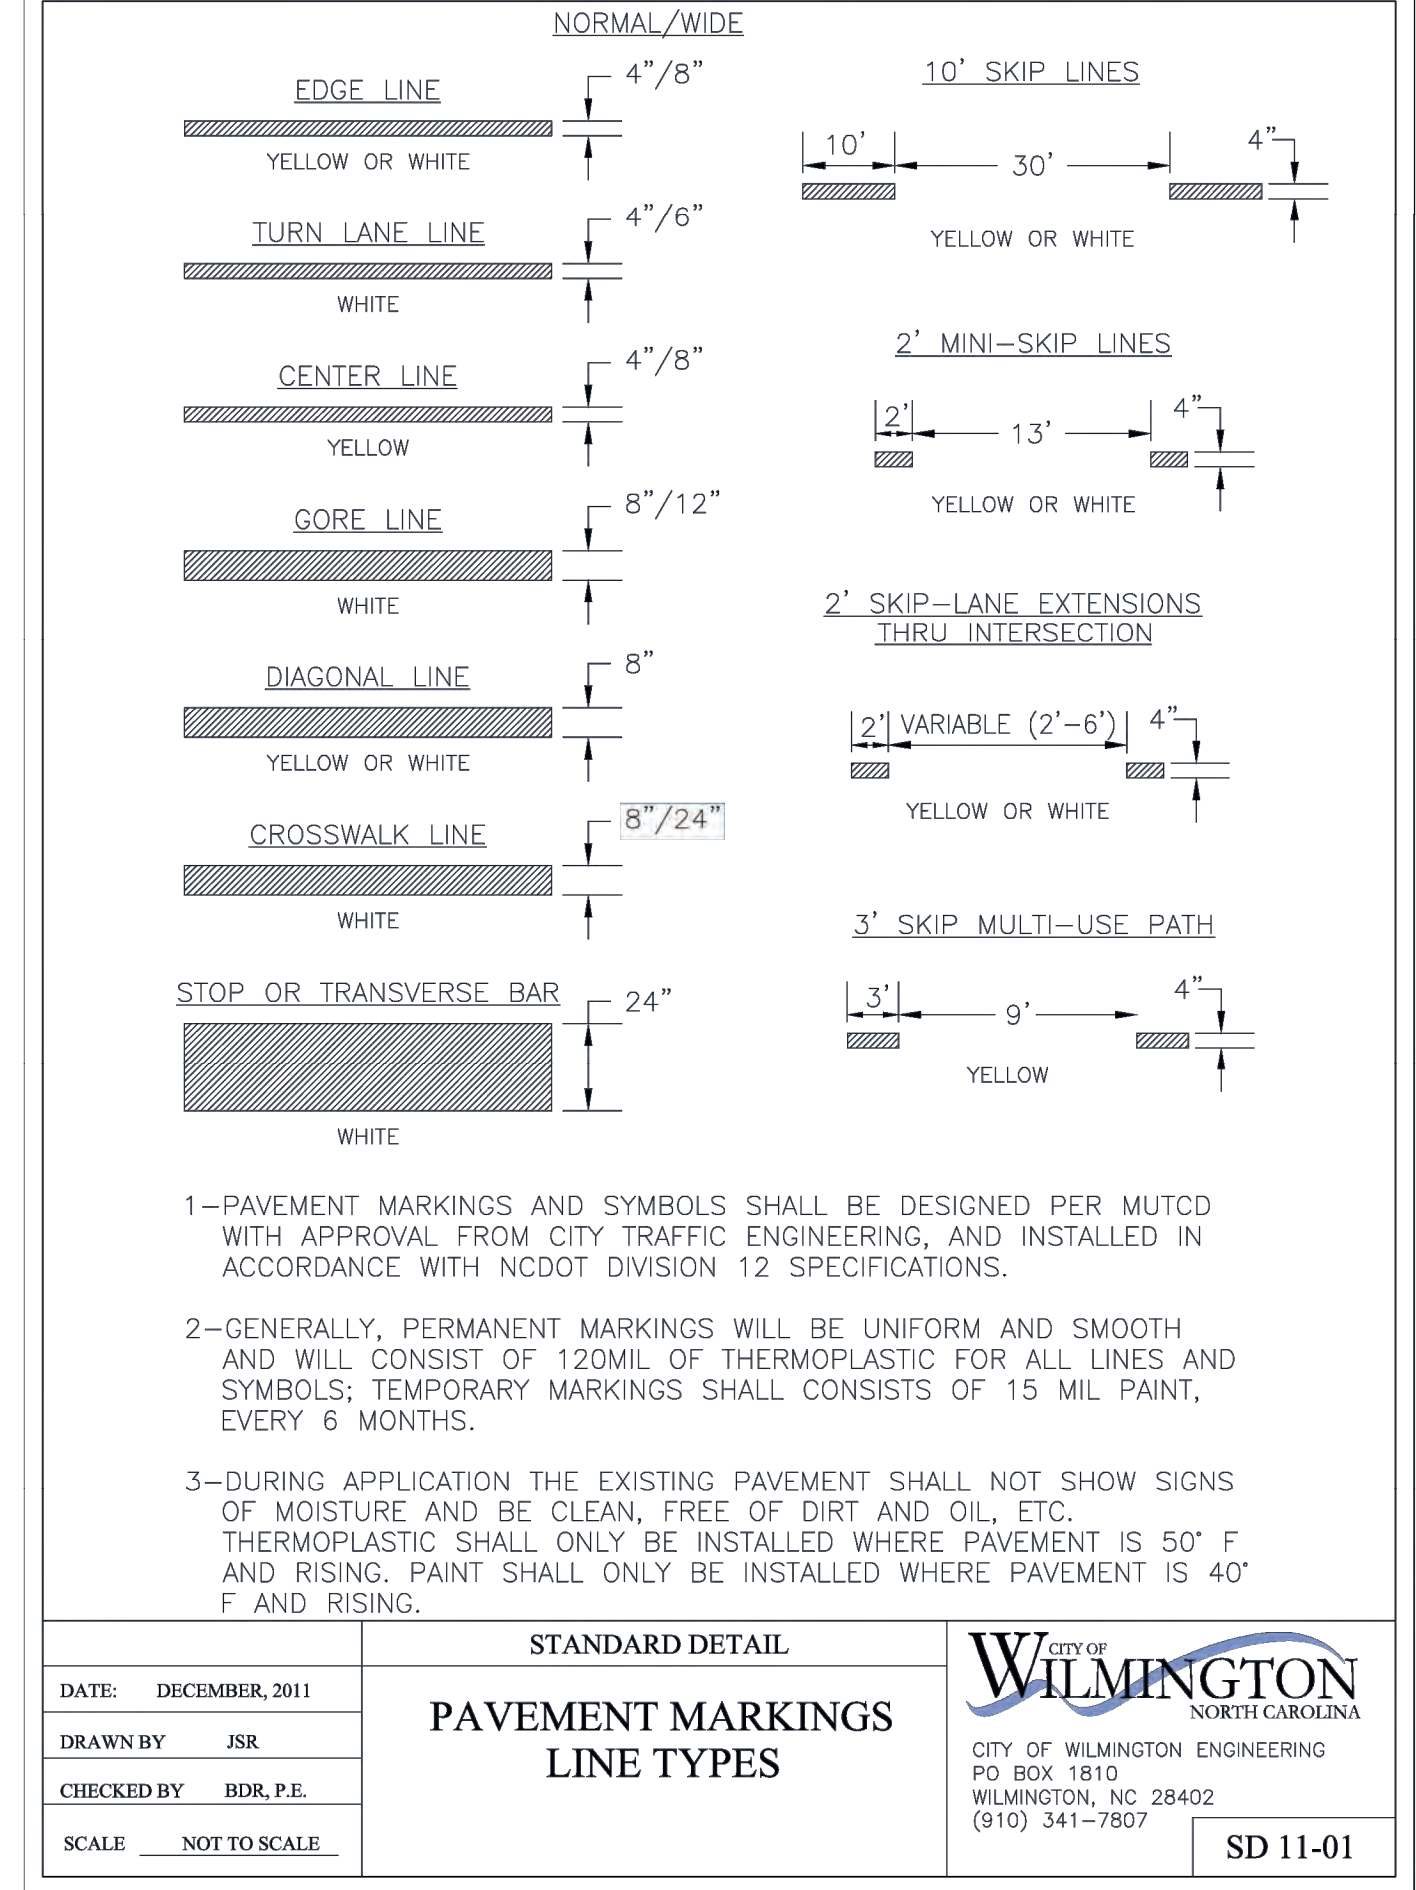 NORMAL/WIDE
EDGE LINE
4”/8”
YELLOW OR WHITE
TURN LANE LINE
4”/6”
WHITE
CENTER LINE
4”/8”
YELLOW
GORE LINE
8”/12”
WHITE
DIAGONAL LINE
8”
YELLOW OR WHITE
CROSSWALK LINE
8”/24”
WHITE
STOP OR TRANSVERSE BAR
24”
WHITE
10’ SKIP LINES
10’
30’
4”
YELLOW OR WHITE
2’ MINI-SKIP LINES
2’
13’
4”
YELLOW OR WHITE
2’ SKIP-LANE EXTENSIONS
THRU INTERSECTION
2’
VARIABLE (2’-6’)
4”
YELLOW OR WHITE
3’ SKIP MULTI-USE PATH
3’
9’
4”
YELLOW
1-PAVEMENT MARKINGS AND SYMBOLS SHALL BE DESIGNED PER MUTCD
WITH APPROVAL FROM CITY TRAFFIC ENGINEERING, AND INSTALLED IN
ACCORDANCE WITH NCDOT DIVISION 12 SPECIFICATIONS.
2-GENERALLY, PERMANENT MARKINGS WILL BE UNIFORM AND SMOOTH
AND WILL CONSIST OF 120MIL OF THERMOPLASTIC FOR ALL LINES AND
SYMBOLS; TEMPORARY MARKINGS SHALL CONSISTS OF 15 MIL PAINT,
EVERY 6 MONTHS.
3-DURING APPLICATION THE EXISTING PAVEMENT SHALL NOT SHOW SIGNS
OF MOISTURE AND BE CLEAN, FREE OF DIRT AND OIL, ETC.
THERMOPLASTIC SHALL ONLY BE INSTALLED WHERE PAVEMENT IS 50° F
AND RISING. PAINT SHALL ONLY BE INSTALLED WHERE PAVEMENT IS 40°
F AND RISING.
DATE: DECEMBER, 2011
DRAWN BY JSR
CHECKED BY BDR, P.E.
SCALE NOT TO SCALE
STANDARD DETAIL
PAVEMENT MARKINGS
LINE TYPES
CITY OF
WILMINGTON
NORTH CAROLINA
CITY OF WILMINGTON ENGINEERING
PO BOX 1810
WILMINGTON, NC 28402
(910) 341-7807
SD 11-01